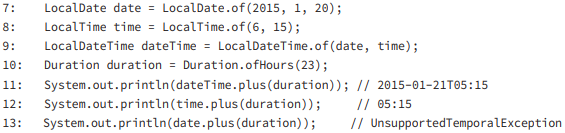 7: LocalDate date = LocalDate.of(2015, 1, 20);
8: LocalTime time = LocalTime.of(6, 15);
9: LocalDateTime dateTime = LocalDateTime.of(date, time);
10: Duration duration = Duration.ofHours(23);
11: System.out.println(dateTime.plus(duration)); // 2015-01-21T05:15
12: System.out.println(time.plus(duration)); // 05:15
13: System.out.println(date.plus(duration)); // UnsupportedTemporalException